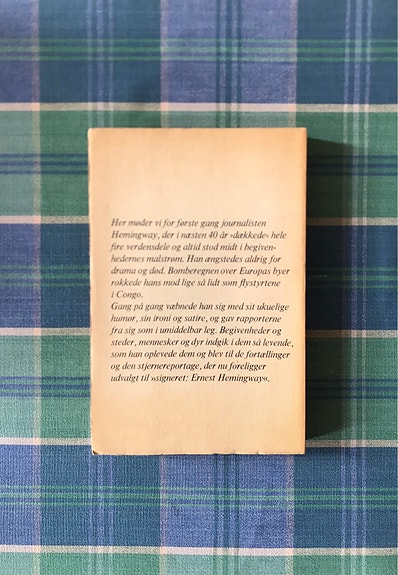 Her møder vi for første gang journalisten
Hemingway, der i næsten 40 år »dækkede« hele
fire verdensdele og altid stod midt i begiven-
hedernes malstrøm. Han ængstedes aldrig for
drama og død. Bomberegnen over Europas byer
rokkede hans mod lige så lidt som flystyrtene
i Congo.
Gang på gang væbnede han sig med sit ukuelige
humør, sin ironi og satire, og gav rapporterne
fra sig som i umiddelbar leg. Begivenheder og
steder, mennesker og dyr indgik i dem så levende,
som han oplevede dem og blev til de fortællinger
og den stjernereportage, der nu foreligger
udvalgt til »signeret: Ernest Hemingway«.